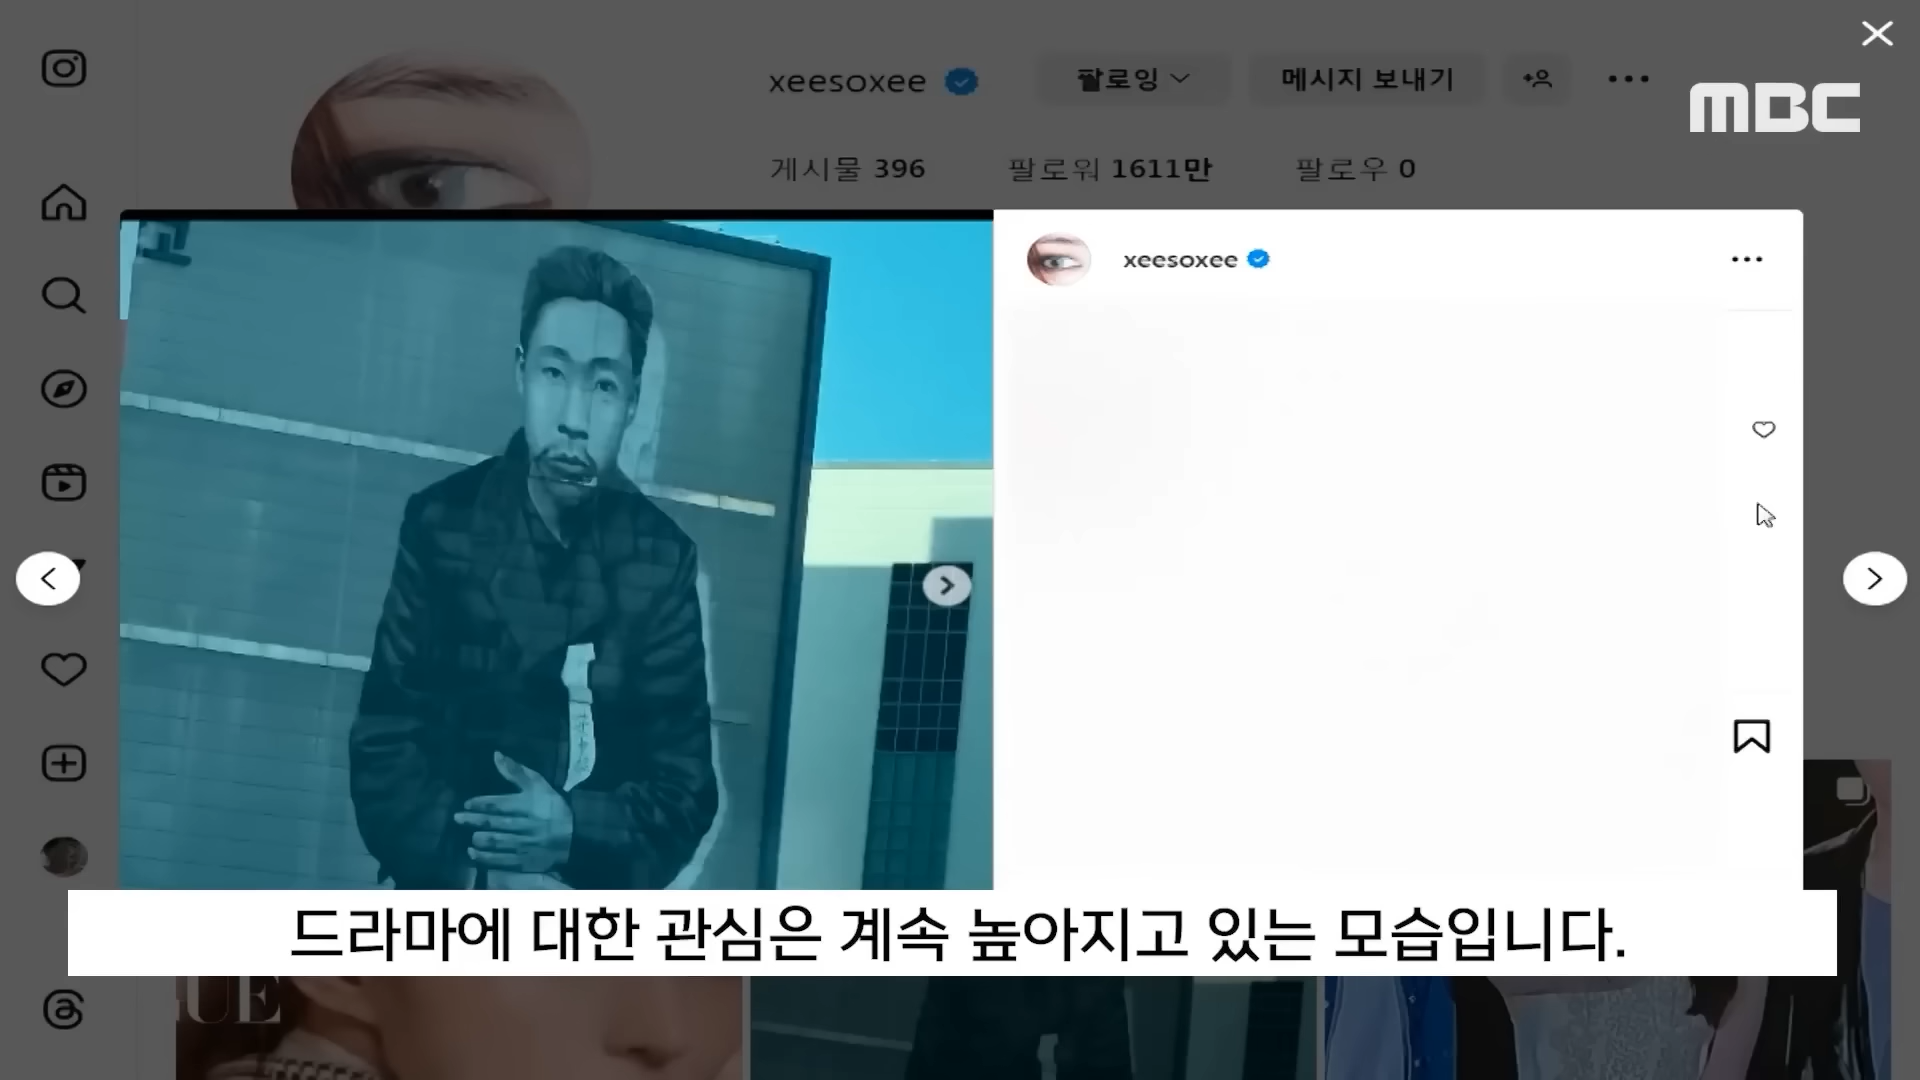 xeesoxee
팔로잉
메시지 보내기
MBC
게시물 396
팔로워 1611만
팔로우 0
xeesoxee
드라마에 대한 관심은 계속 높아지고 있는 모습입니다.
GUE